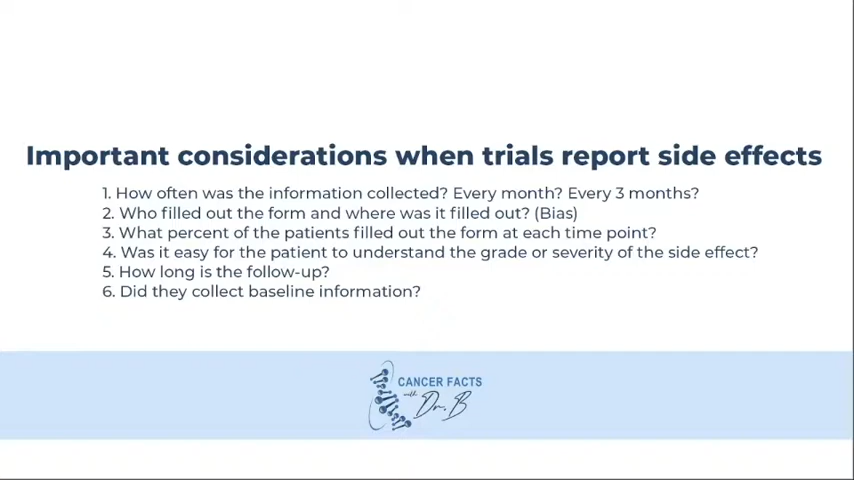 Important considerations when trials report side effects
1. How often was the information collected? Every month? Every 3 months?
2. Who filled out the form and where was it filled out? (Bias)
3. What percent of the patients filled out the form at each time point?
4. Was it easy for the patient to understand the grade or severity of the side effect?
5. How long is the follow-up?
6. Did they collect baseline information?
CANCER FACTS
with Dr. B